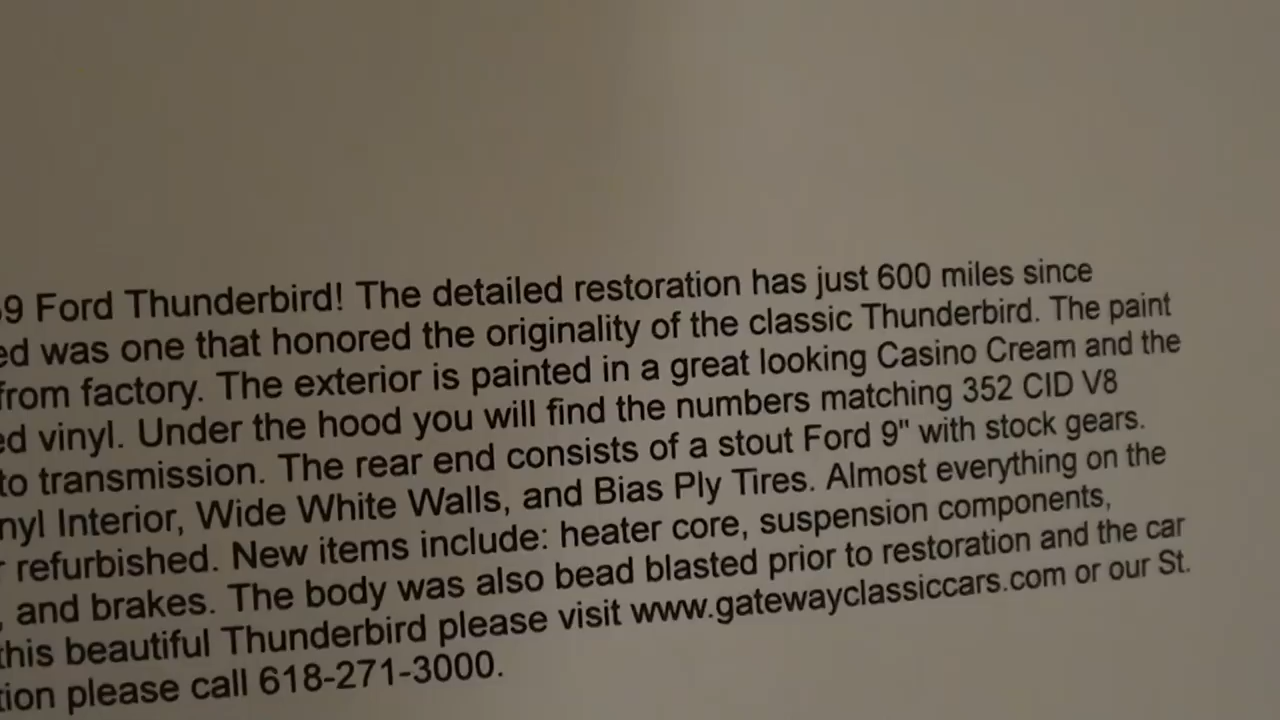 9 Ford Thunderbird! The detailed restoration has just 600 miles since
ed was one that honored the originality of the classic Thunderbird. The paint
from factory. The exterior is painted in a great looking Casino Cream and the
ed vinyl. Under the hood you will find the numbers matching 352 CID V8
to transmission. The rear end consists of a stout Ford 9" with stock gears.
nyl Interior, Wide White Walls, and Bias Ply Tires. Almost everything on the
r refurbished. New items include: heater core, suspension components,
, and brakes. The body was also bead blasted prior to restoration and the car
this beautiful Thunderbird please visit www.gatewayclassiccars.com or our St.
tion please call 618-271-3000.